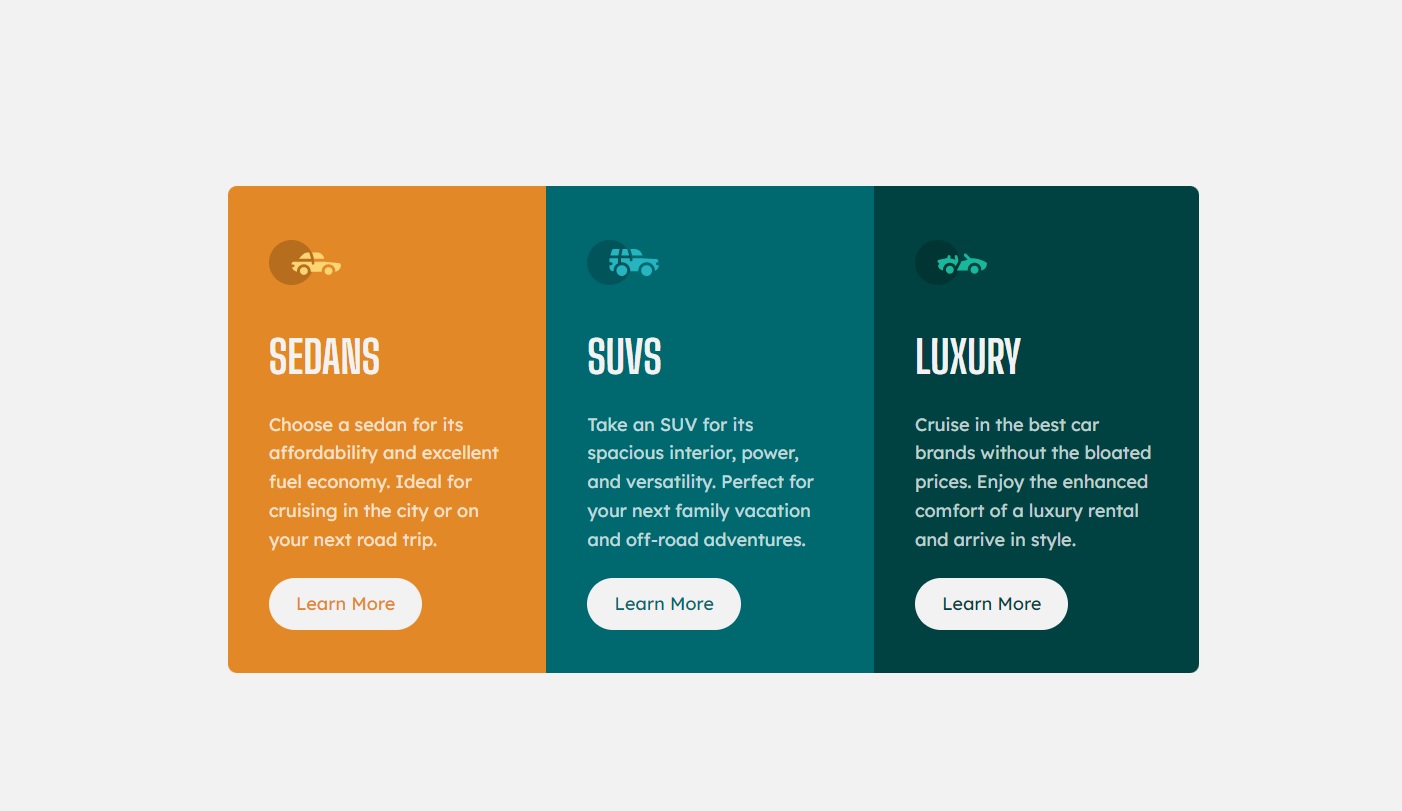 SEDANS
Choose a sedan for its
affordability and excellent
fuel economy. Ideal for
cruising in the city or on
your next road trip.
Learn More
SUVS
Take an SUV for its
spacious interior, power,
and versatility. Perfect for
your next family vacation
and off-road adventures.
Learn More
LUXURY
Cruise in the best car
brands without the bloated
prices. Enjoy the enhanced
comfort of a luxury rental
and arrive in style.
Learn More